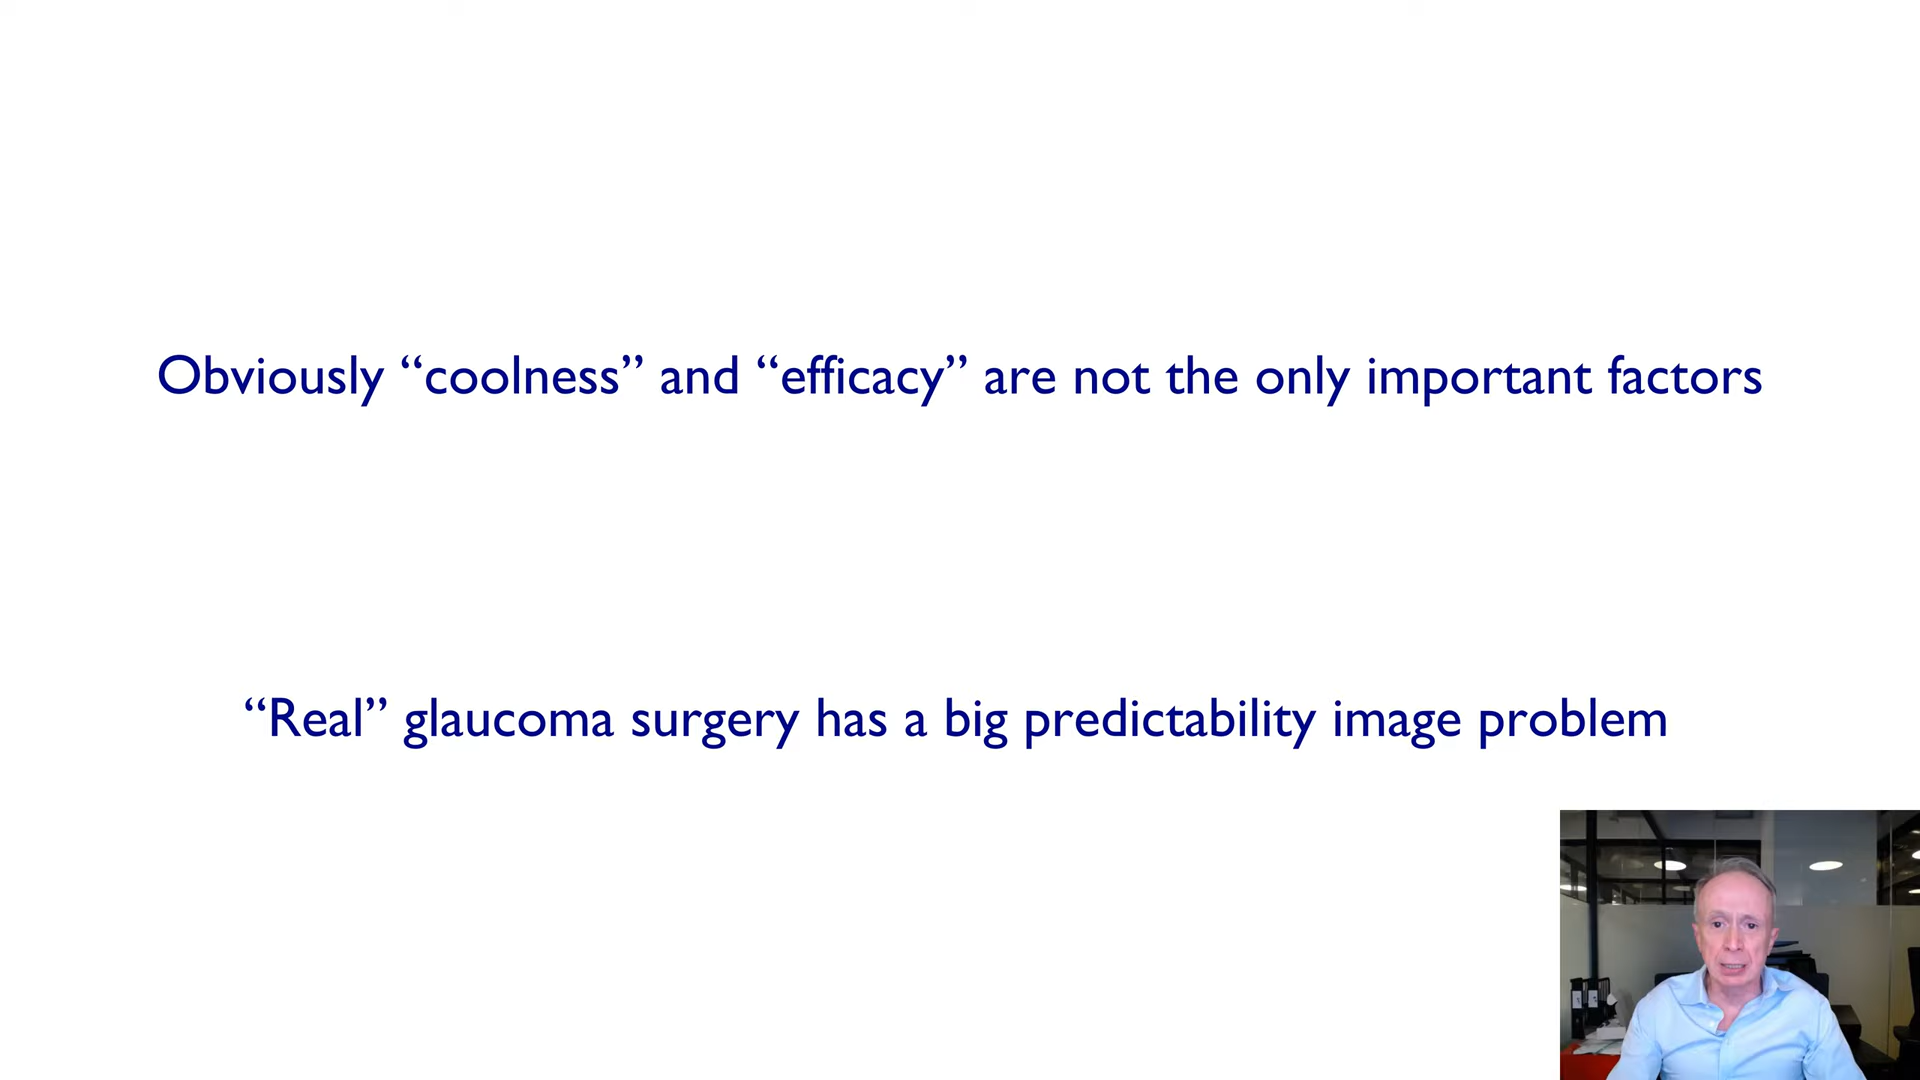 Obviously “coolness” and “efficacy” are not the only important factors
“Real” glaucoma surgery has a big predictability image problem